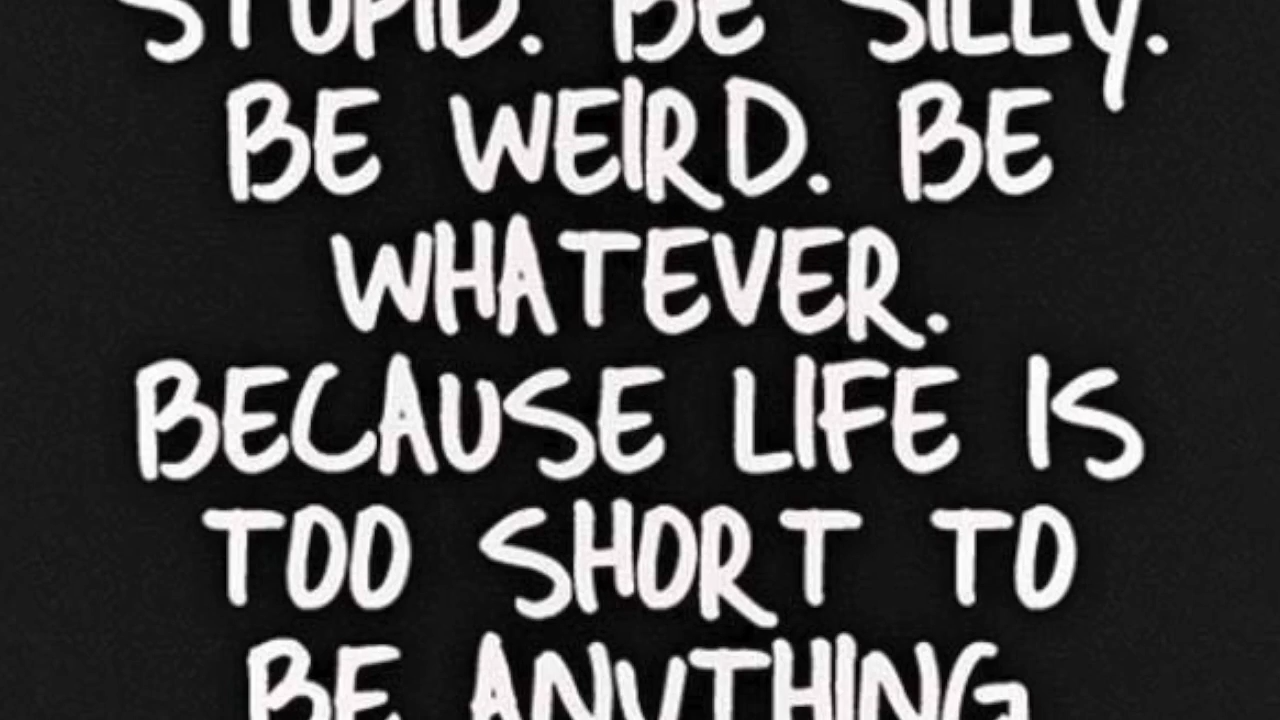 STUPID. BE SILLY.
BE WEIRD. BE
WHATEVER.
BECAUSE LIFE IS
TOO SHORT TO
BE ANYTHING